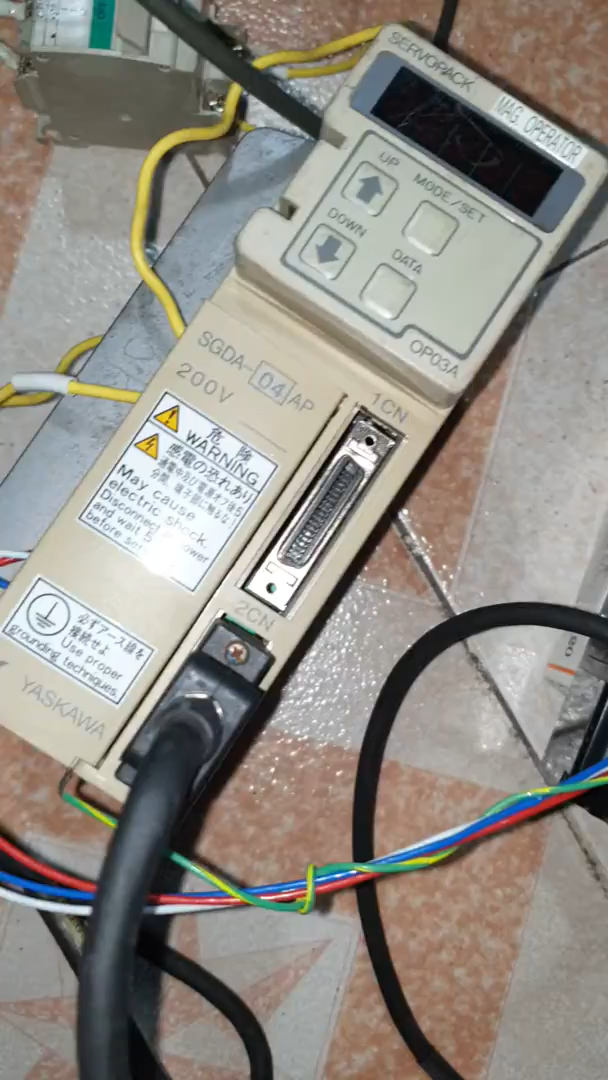 SERVOPACK
MAG OPERATOR
UP
MODE/SET
DOWN
DATA
OP03A
SGDA-04AP
200V
1CN
危険
WARNING
感電の恐れあり
May cause
electric shock.
Disconnect power
and wait 5
before
2CN
必ずアース線を
接続せよ
Use proper
grounding techniques.
YASKAWA